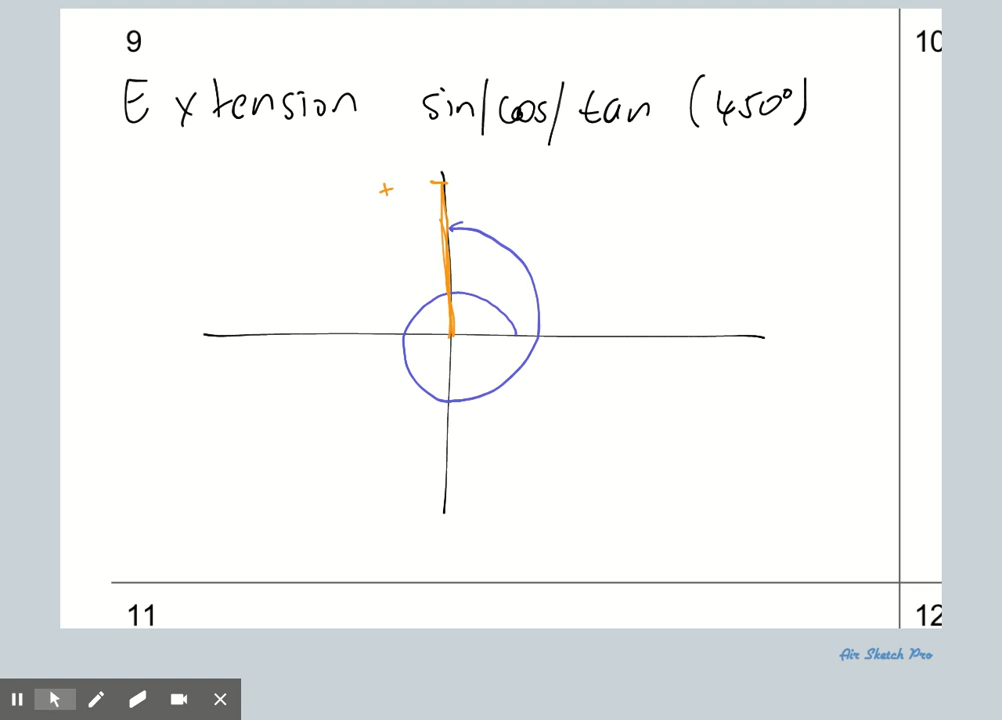 9
10
Extension sin/cos/tan (450°)
+
11
12
Air Sketch Pro